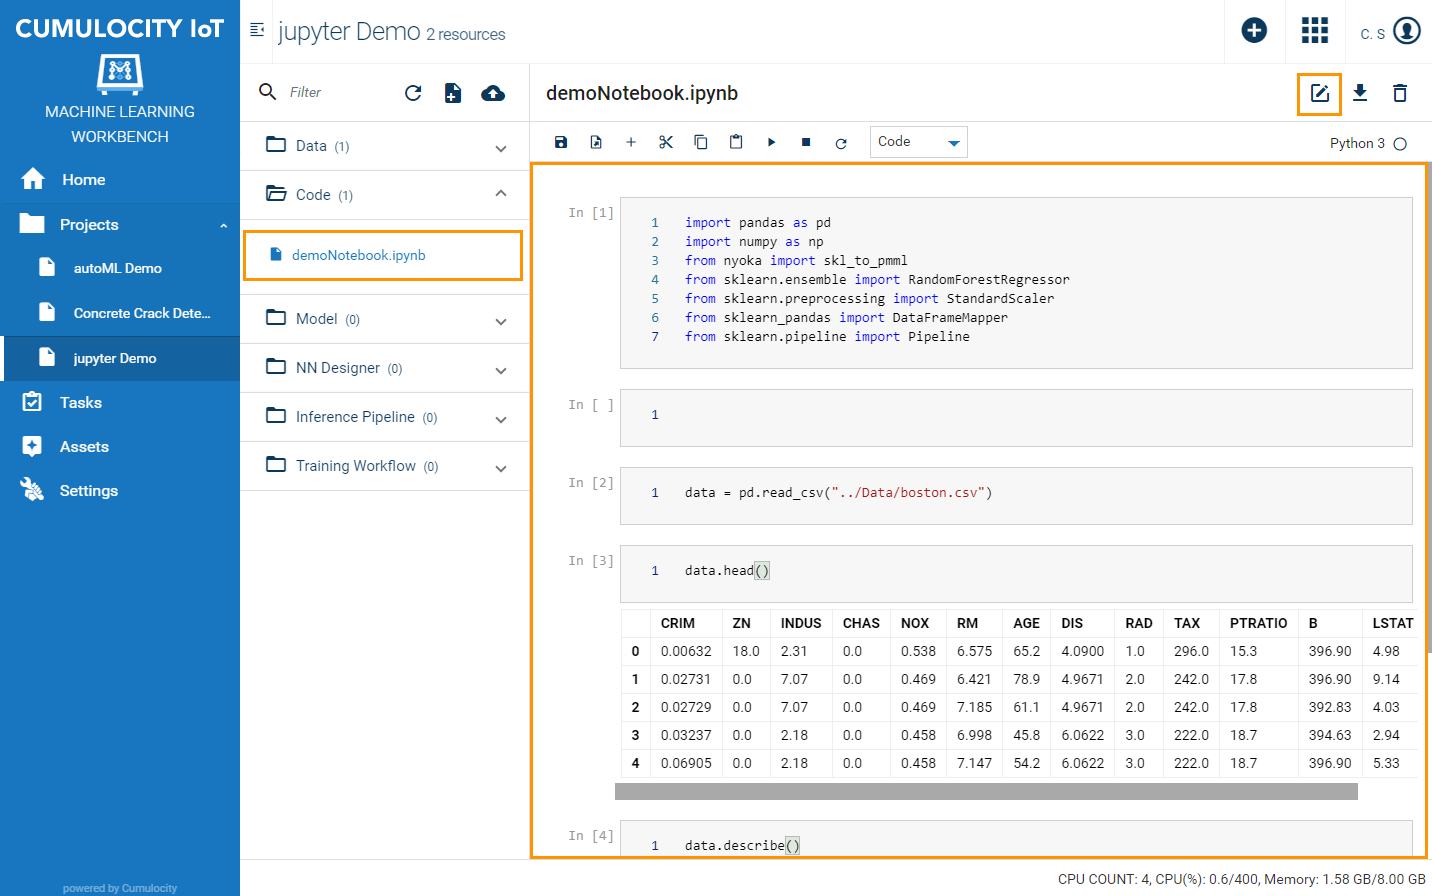 CUMULOCITY IoT
MACHINE LEARNING
WORKBENCH
Home
Projects
autoML Demo
Concrete Crack Dete...
jupyter Demo
Tasks
Assets
Settings
powered by Cumulocity
jupyter Demo 2 resources
C. S
Filter
Data (1)
Code (1)
demoNotebook.ipynb
Model (0)
NN Designer (0)
Inference Pipeline (0)
Training Workflow (0)
demoNotebook.ipynb
Code
Python 3
In [1]
1 import pandas as pd
2 import numpy as np
3 from nyoka import skl_to_pmml
4 from sklearn.ensemble import RandomForestRegressor
5 from sklearn.preprocessing import StandardScaler
6 from sklearn_pandas import DataFrameMapper
7 from sklearn.pipeline import Pipeline
In [ ]
1
In [2]
1 data = pd.read_csv("../Data/boston.csv")
In [3]
1 data.head()
CRIM ZN INDUS CHAS NOX RM AGE DIS RAD TAX PTRATIO B LSTAT
0 0.00632 18.0 2.31 0.0 0.538 6.575 65.2 4.0900 1.0 296.0 15.3 396.90 4.98
1 0.02731 0.0 7.07 0.0 0.469 6.421 78.9 4.9671 2.0 242.0 17.8 396.90 9.14
2 0.02729 0.0 7.07 0.0 0.469 7.185 61.1 4.9671 2.0 242.0 17.8 392.83 4.03
3 0.03237 0.0 2.18 0.0 0.458 6.998 45.8 6.0622 3.0 222.0 18.7 394.63 2.94
4 0.06905 0.0 2.18 0.0 0.458 7.147 54.2 6.0622 3.0 222.0 18.7 396.90 5.33
In [4]
1 data.describe()
CPU COUNT: 4, CPU(%): 0.6/400, Memory: 1.58 GB/8.00 GB